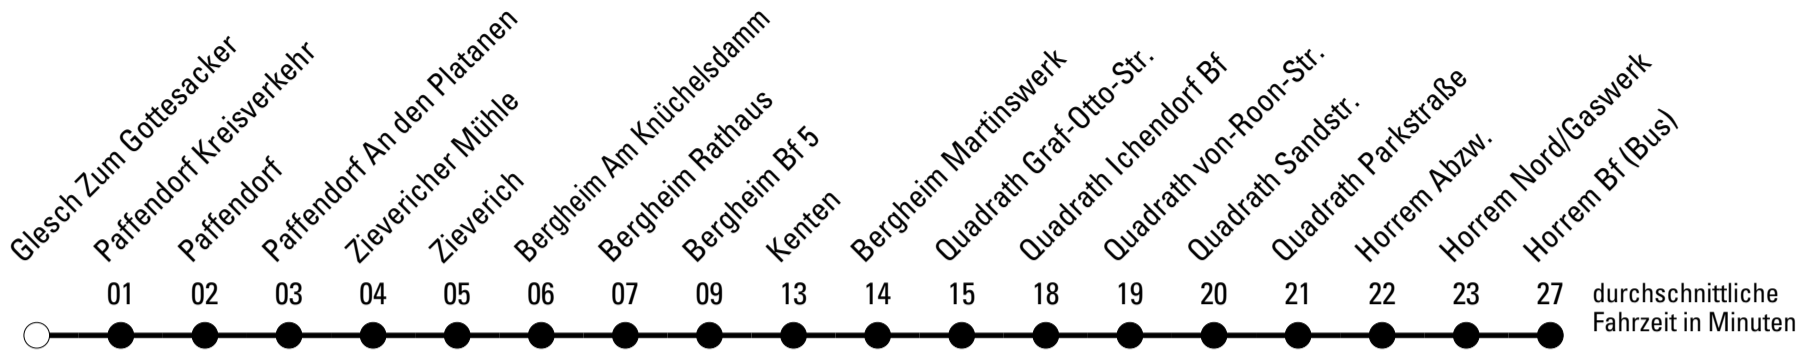 Glesch Zum Gottesacker
Paffendorf Kreisverkehr
Paffendorf
Paffendorf An den Platanen
Zievericher Mühle
Zieverich
Bergheim Am Knüchelsdamm
Bergheim Rathaus
Bergheim Bf 5
Kenten
Bergheim Martinswerk
Quadrath Graf-Otto-Str.
Quadrath Ichendorf Bf
Quadrath von-Roon-Str.
Quadrath Sandstr.
Quadrath Parkstraße
Horrem Abzw.
Horrem Nord/Gaswerk
Horrem Bf (Bus)
01 02 03 04 05 06 07 09 13 14 15 18 19 20 21 22 23 27
durchschnittliche
Fahrzeit in Minuten